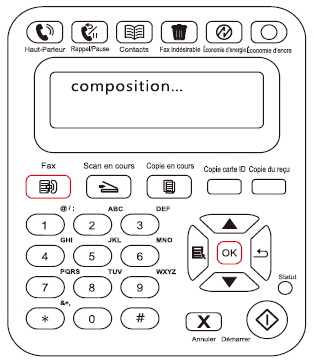 Haut-Parleur Rappel/Pause Contacts Fax Indésirable Économie d'energie Économie d'encre
composition...
Fax Scan en cours Copie en cours Copie carte ID Copie du reçu
@/: ABC DEF
1 2 3
GHI JKL MNO
4 5 6 OK
PQRS TUV WXYZ
7 8 9 Statut
&+,
* 0 # X
Annuler Démarrer